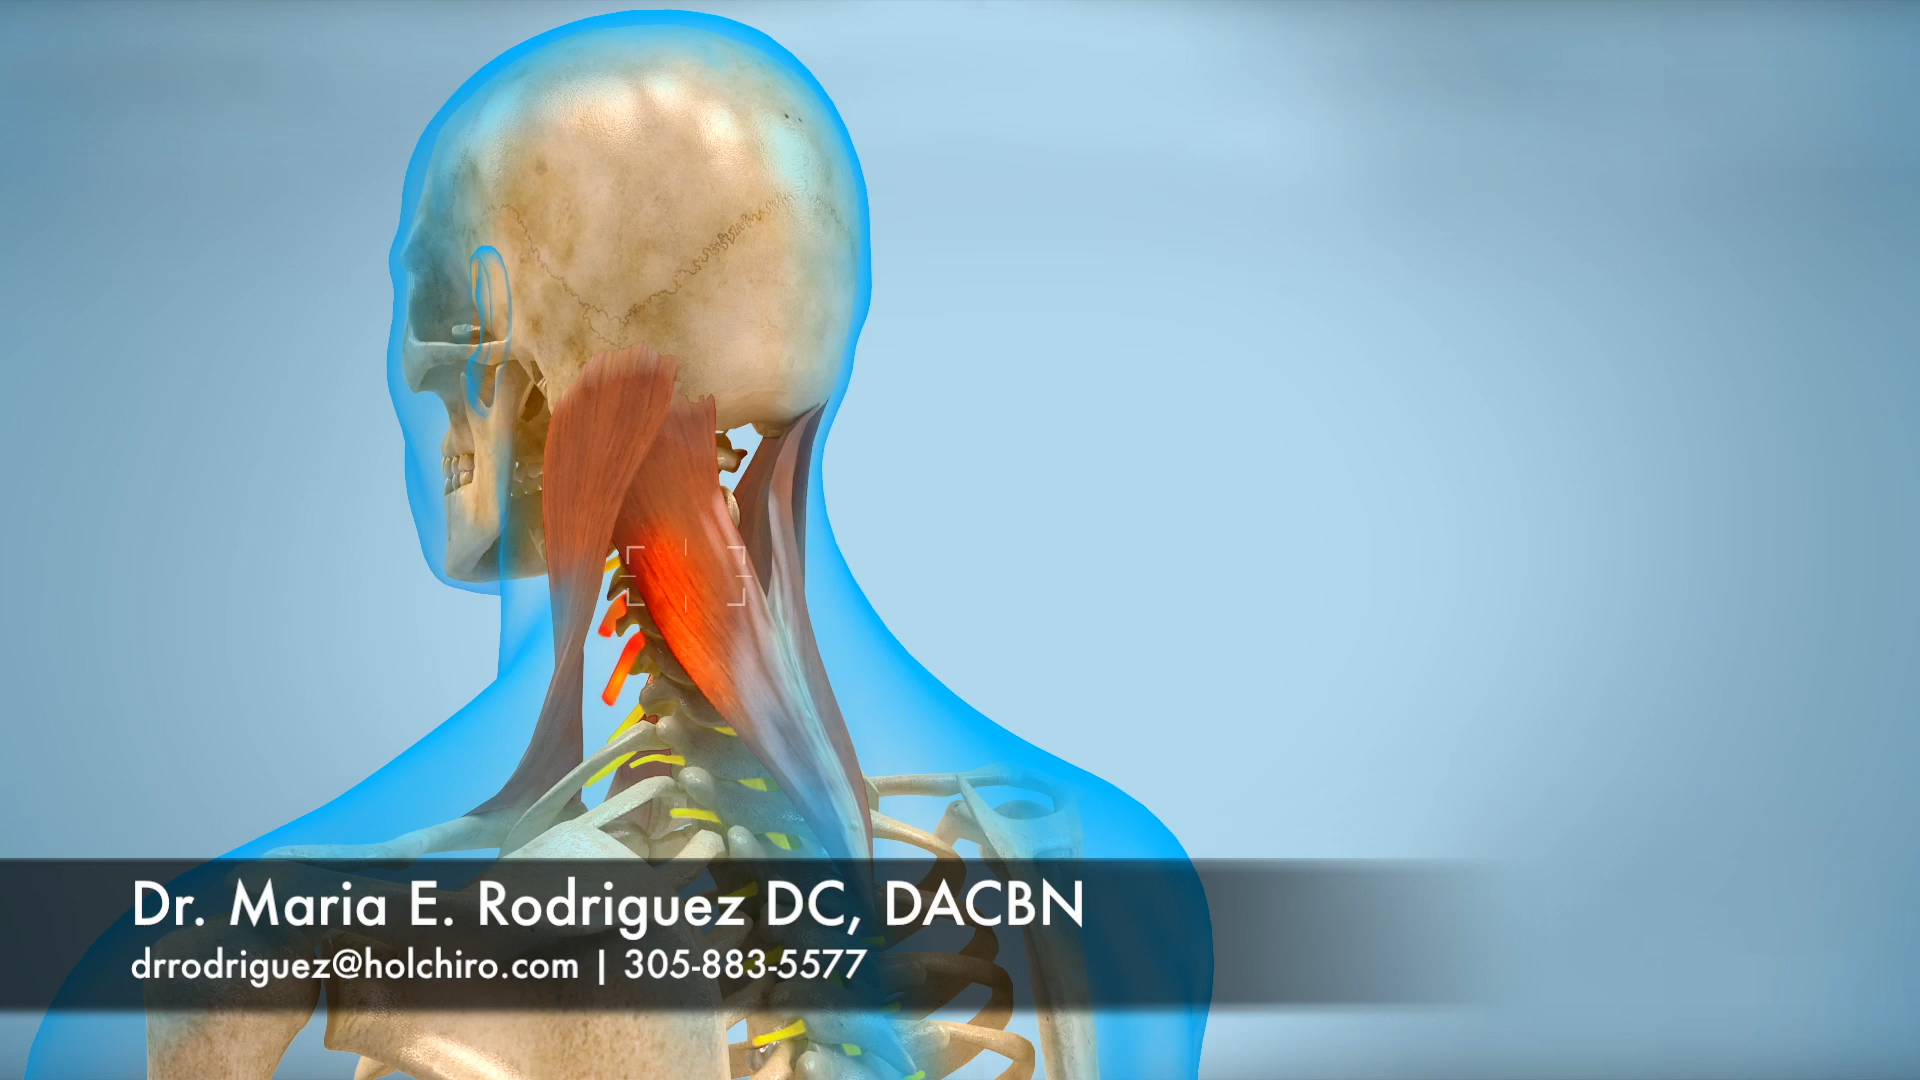 Dr. Maria E. Rodriguez DC, DACBN
drrodriguez@holchiro.com | 305-883-5577